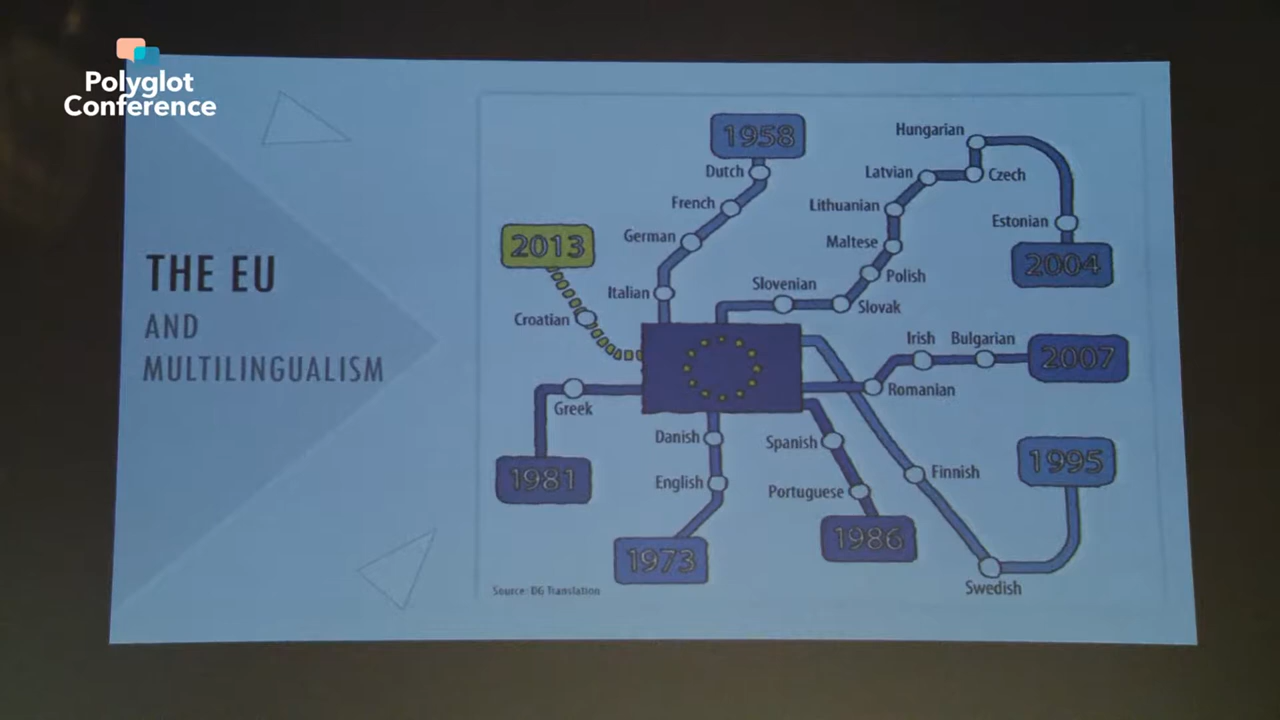 Polyglot
Conference
THE EU
AND
MULTILINGUALISM
1958
Dutch
French
German
Italian
2013
Croatian
Greek
1981
Danish
English
1973
Spanish
Portuguese
1986
Hungarian
Latvian
Czech
Lithuanian
Estonian
2004
Maltese
Polish
Slovenian
Slovak
Irish
Bulgarian
2007
Romanian
Finnish
1995
Swedish
Source: DG Translation